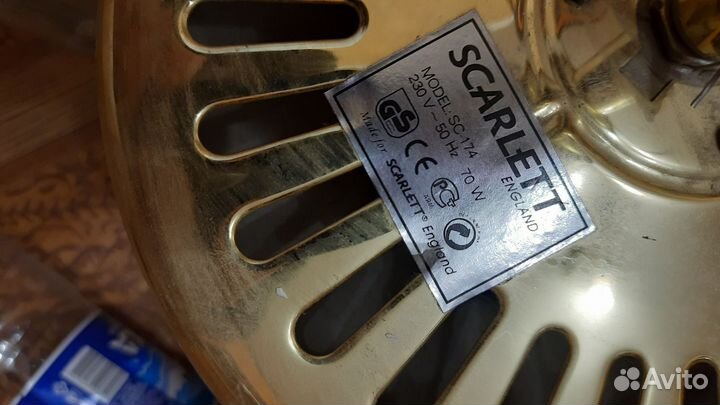 SCARLETT
ENGLAND
MODEL: SC-174
230 V ~ 50 Hz 70 W
GS
CE
Made for SCARLETT® England
Avito